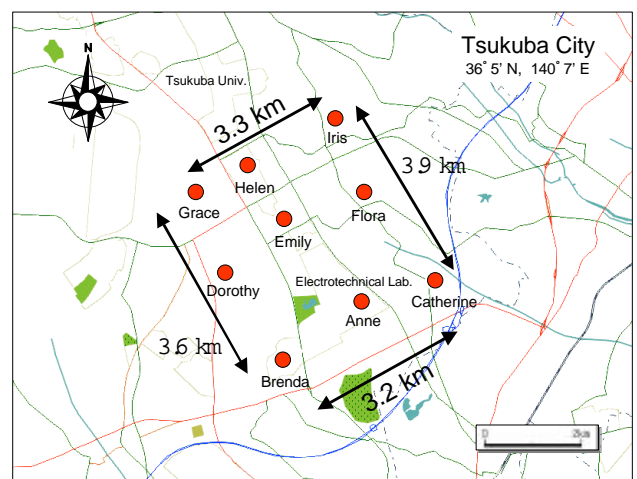 Tsukuba City
36° 5' N, 140° 7' E
N
Tsukuba Univ.
3.3 km
Iris
Helen
Grace
3.9 km
Flora
Emily
Dorothy
Electrotechnical Lab.
Catherine
Anne
3.6 km
Brenda
3.2 km
0